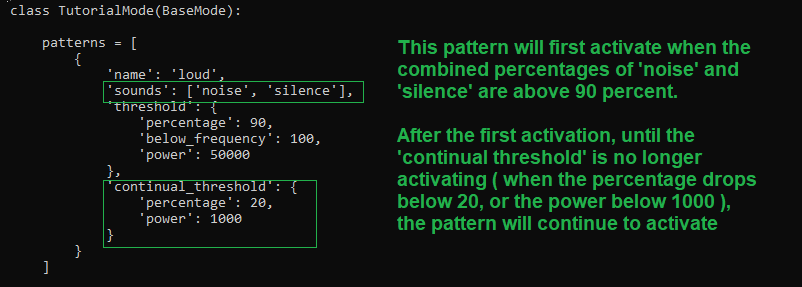 class TutorialMode(BaseMode):
patterns = [
{
'name': 'loud',
'sounds': ['noise', 'silence'],
'threshold': {
'percentage': 90,
'below_frequency': 100,
'power': 50000
},
'continual_threshold': {
'percentage': 20,
'power': 1000
}
}
]
This pattern will first activate when the
combined percentages of 'noise' and
'silence' are above 90 percent.
After the first activation, until the
'continual threshold' is no longer
activating ( when the percentage drops
below 20, or the power below 1000 ),
the pattern will continue to activate